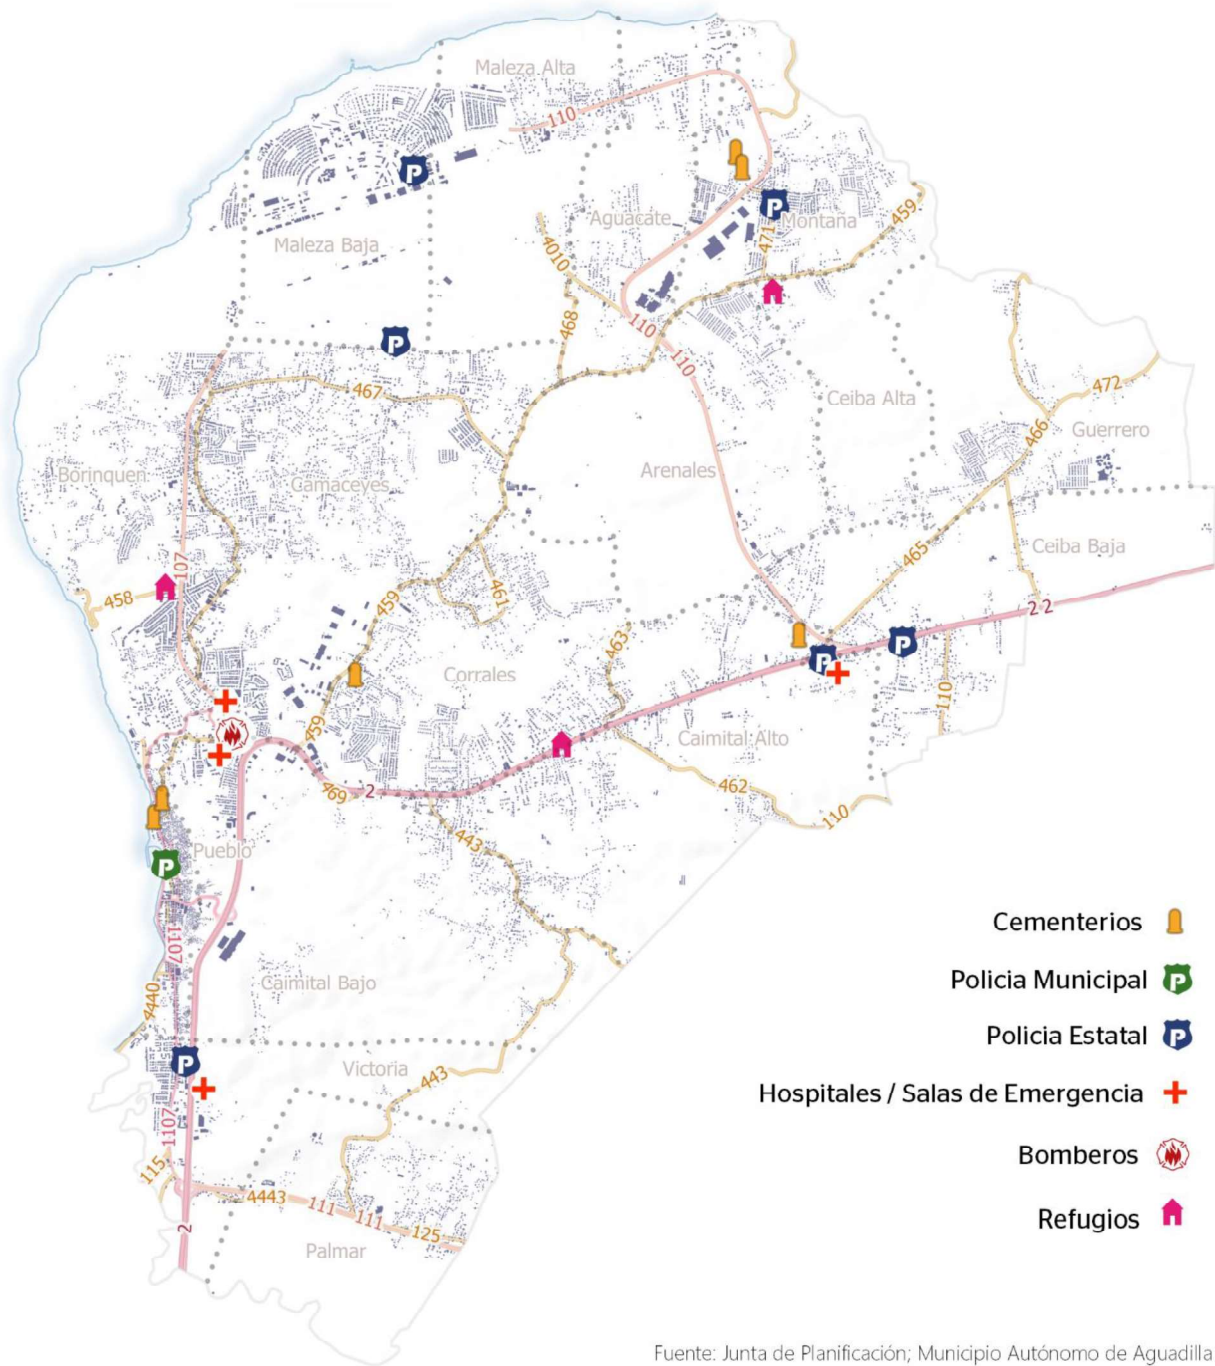 Maleza Alta
110
Aguacate
Montaña
459
471
Maleza Baja
4010
468
110
110
467
472
Ceiba Alta
466
Guerrero
Borinquen
Camaceyes
Arenales
465
Ceiba Baja
107
458
459
461
2 2
463
Corrales
110
459
Caimital Alto
469
2
462
110
443
Pueblo
Cementerios
1107
Policia Municipal
Caimital Bajo
4440
Policia Estatal
Victoria
443
Hospitales / Salas de Emergencia
1107
115
Bomberos
4443
111
111
125
Refugios
2
Palmar
Fuente: Junta de Planificación; Municipio Autónomo de Aguadilla